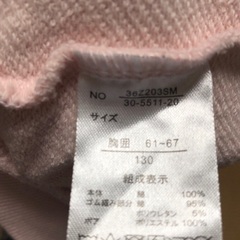 NO 36Z203SM
30-5511-20
サイズ
胸囲 61~67
130
組成表示
本体 綿 100%
ゴム編み部分 綿 95%
ポリウレタン 5%
ボア ポリエステル 100%